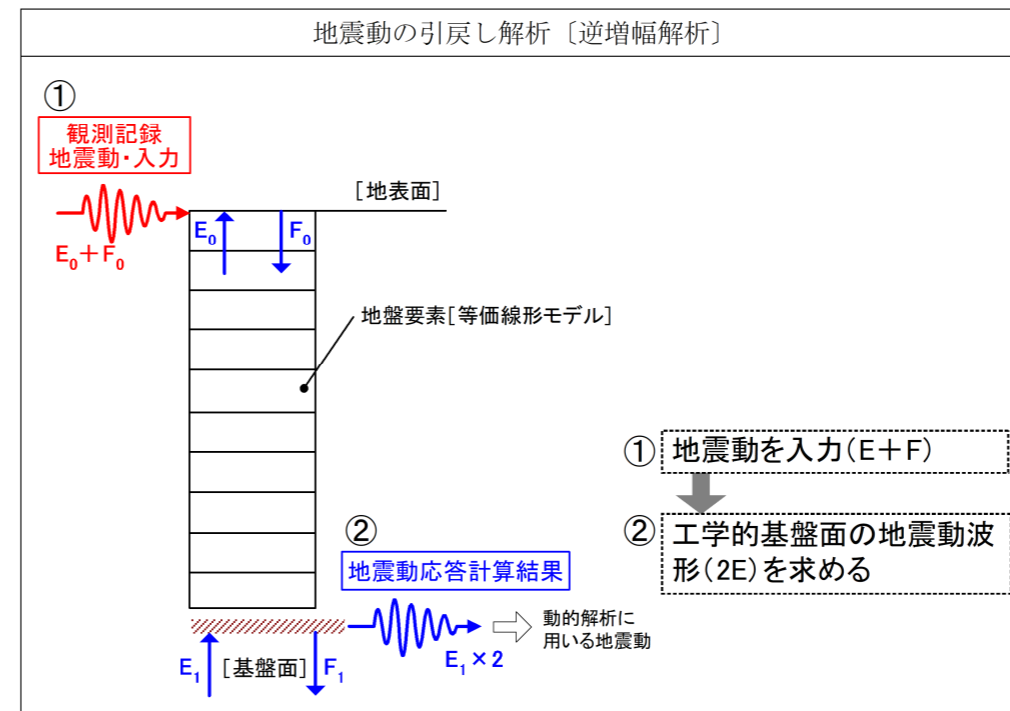 地震動の引戻し解析〔逆増幅解析〕
①
観測記録
地震動・入力
E₀＋F₀
[地表面]
E₀
F₀
地盤要素[等価線形モデル]
① 地震動を入力（E＋F）
② 工学的基盤面の地震動波
形（2E）を求める
②
地震動応答計算結果
動的解析に
用いる地震動
E₁×2
E₁
[基盤面]
F₁